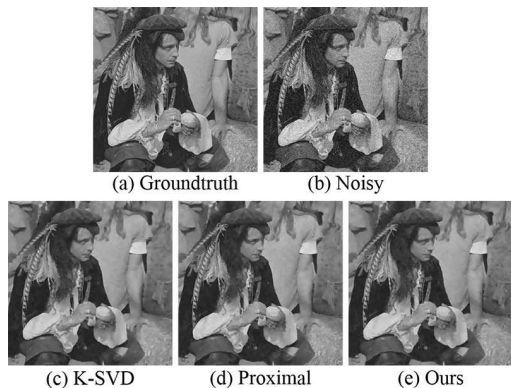 (a) Groundtruth
(b) Noisy
(c) K-SVD
(d) Proximal
(e) Ours